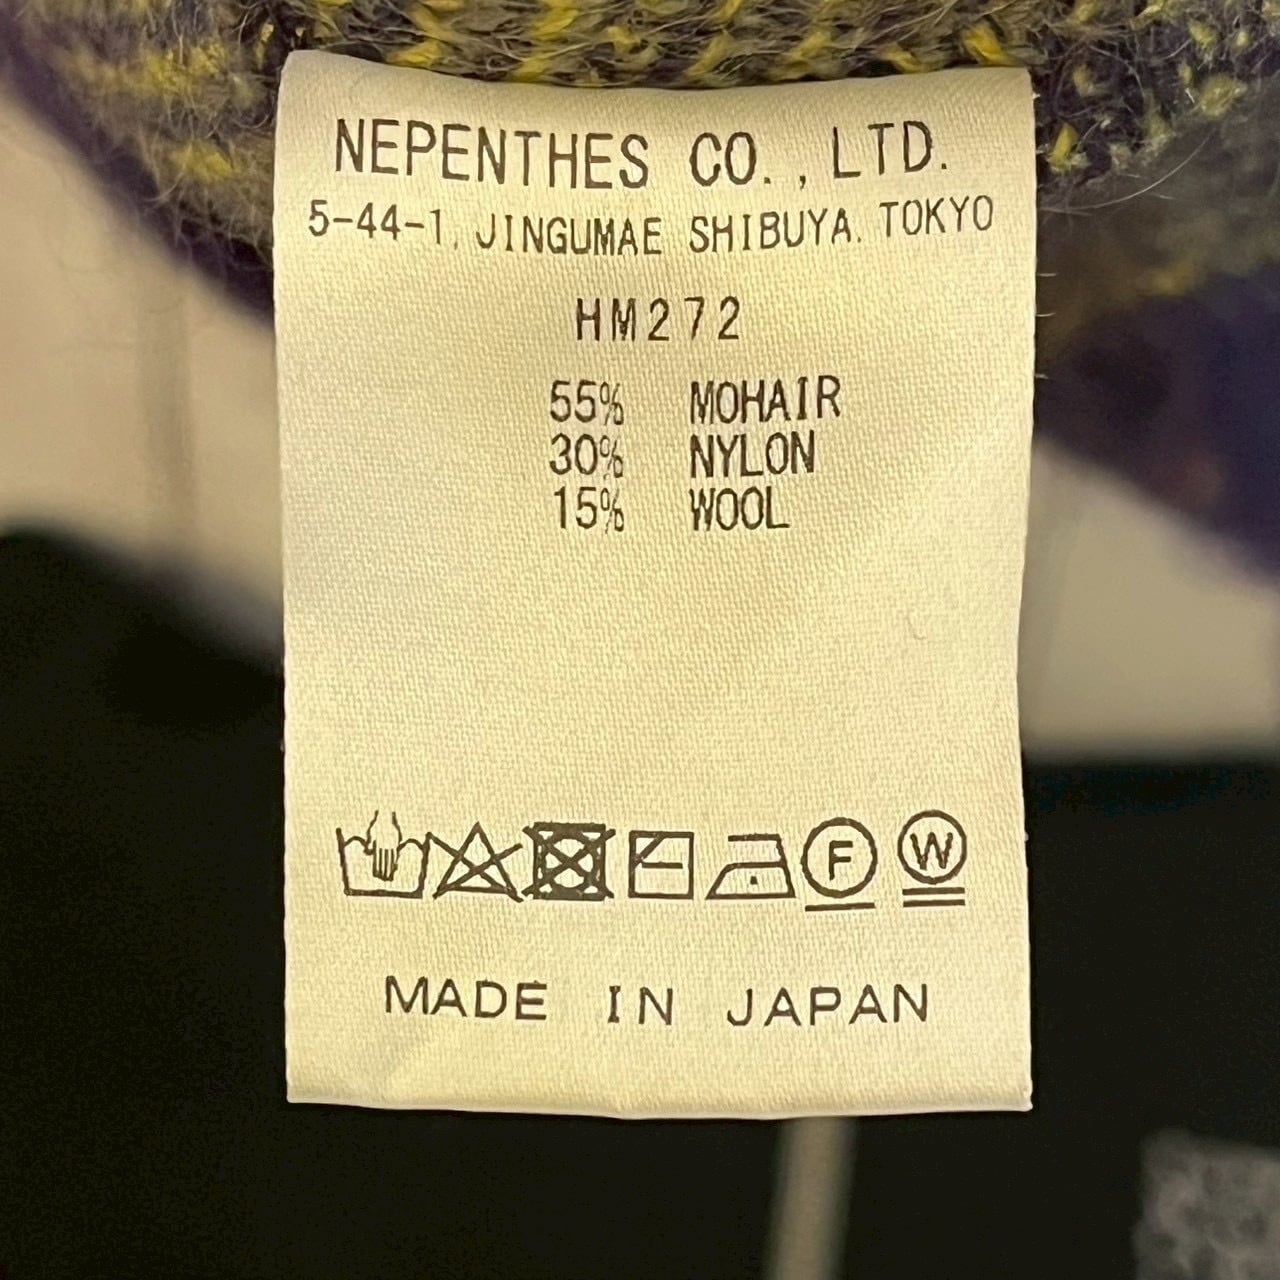 NEPENTHES CO., LTD.
5-44-1, JINGUMAE SHIBUYA, TOKYO
HM272
55% MOHAIR
30% NYLON
15% WOOL
F W
MADE IN JAPAN